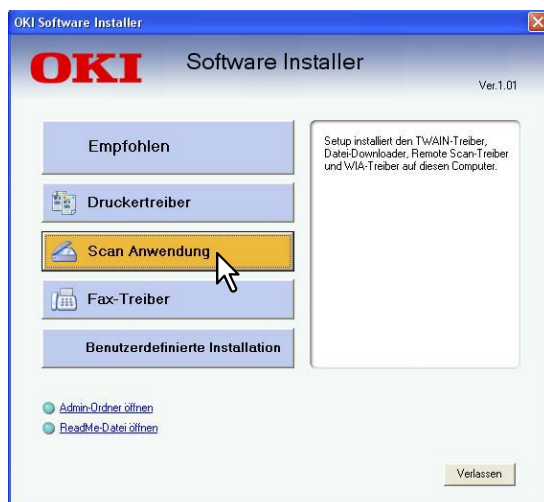 OKI Software Installer
OKI
Software Installer
Ver.1.01
Empfohlen
Druckertreiber
Scan Anwendung
Fax-Treiber
Benutzerdefinierte Installation
Setup installiert den TWAIN-Treiber,
Datei-Downloader, Remote Scan-Treiber
und WIA-Treiber auf diesen Computer.
Admin-Ordner öffnen
ReadMe-Datei öffnen
Verlassen